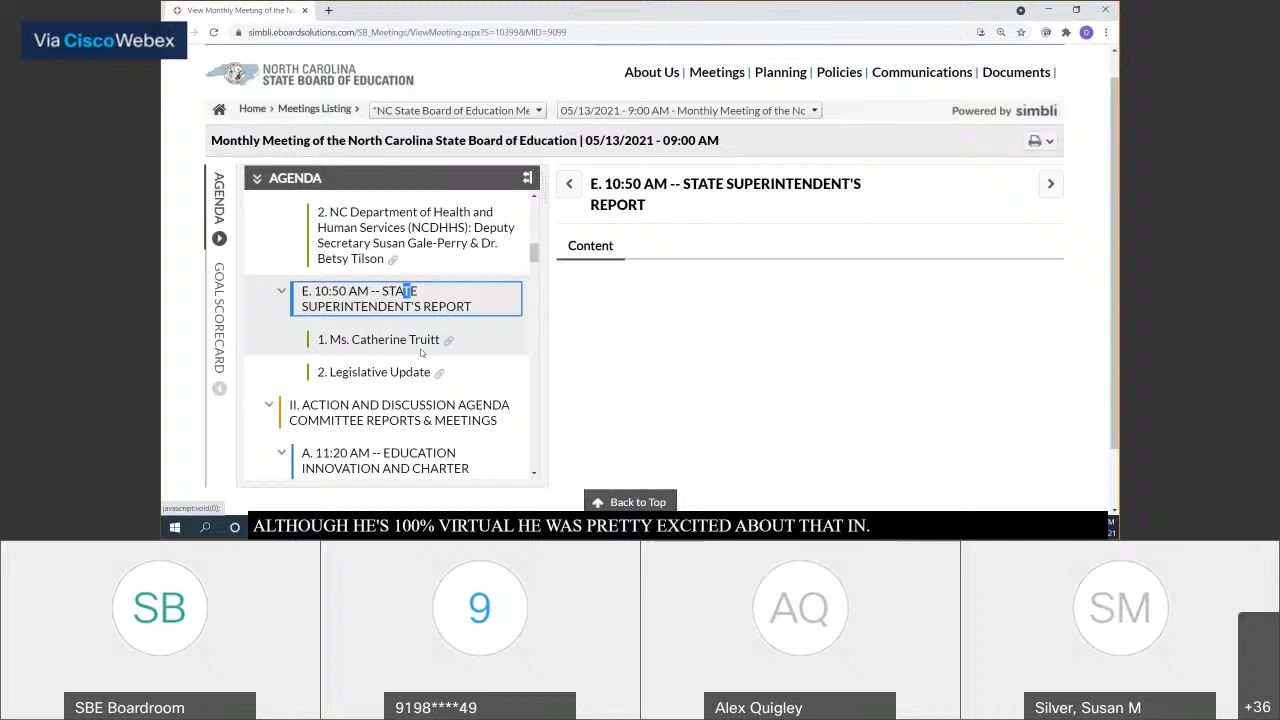 Via CiscoWebex
View Monthly Meeting of the No
simbli.eboardsolutions.com/SB_Meetings/ViewMeeting.aspx?S=10399&MID=9099
D
NORTH CAROLINA
STATE BOARD OF EDUCATION
About Us | Meetings | Planning | Policies | Communications | Documents |
Home > Meetings Listing >
*NC State Board of Education Me
05/13/2021 - 9:00 AM - Monthly Meeting of the Nc
Powered by simbli
Monthly Meeting of the North Carolina State Board of Education | 05/13/2021 - 09:00 AM
AGENDA
GOAL SCORECARD
AGENDA
2. NC Department of Health and
Human Services (NCDHHS): Deputy
Secretary Susan Gale-Perry & Dr.
Betsy Tilson
E. 10:50 AM -- STATE
SUPERINTENDENT'S REPORT
1. Ms. Catherine Truitt
2. Legislative Update
II. ACTION AND DISCUSSION AGENDA
COMMITTEE REPORTS & MEETINGS
A. 11:20 AM -- EDUCATION
INNOVATION AND CHARTER
E. 10:50 AM -- STATE SUPERINTENDENT'S
REPORT
Content
Back to Top
javascript:void(0);
ALTHOUGH HE'S 100% VIRTUAL HE WAS PRETTY EXCITED ABOUT THAT IN.
M
21
SB
9
AQ
SM
SBE Boardroom
9198****49
Alex Quigley
Silver, Susan M
+36